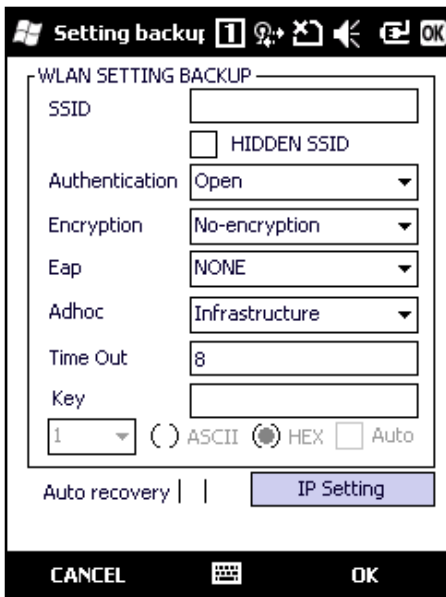 Setting backup 1 OK
WLAN SETTING BACKUP
SSID
HIDDEN SSID
Authentication Open
Encryption No-encryption
Eap NONE
Adhoc Infrastructure
Time Out 8
Key
1 ASCII HEX Auto
Auto recovery IP Setting
CANCEL OK